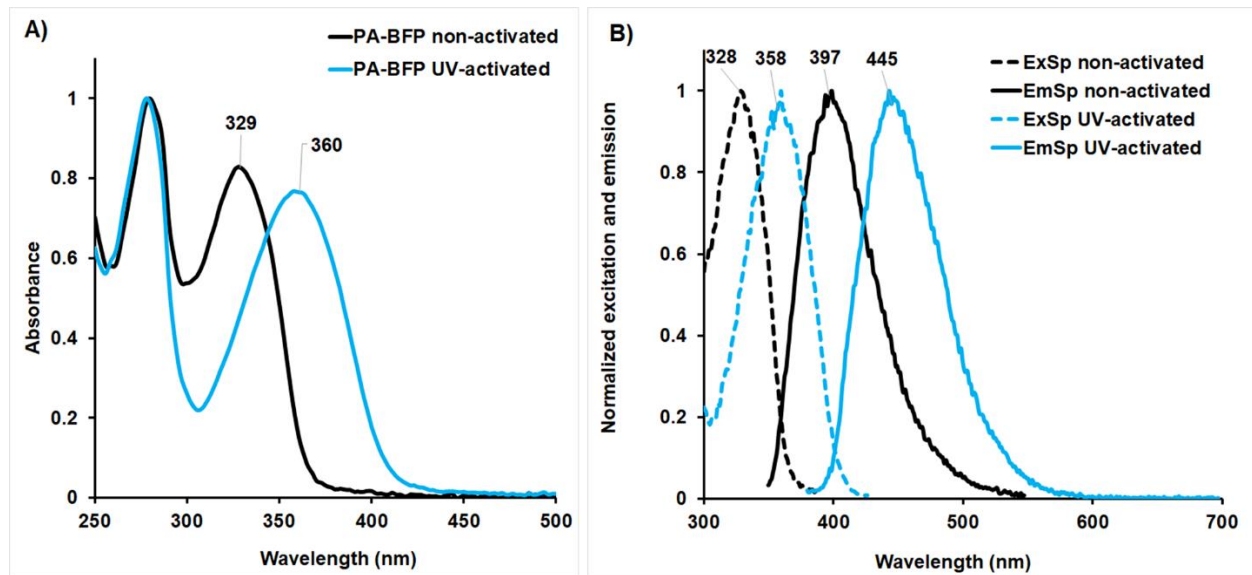 A)
PA-BFP non-activated
PA-BFP UV-activated
329
360
Absorbance
1
0.8
0.6
0.4
0.2
0
250
300
350
400
450
500
Wavelength (nm)
B)
328
358
397
445
ExSp non-activated
EmSp non-activated
ExSp UV-activated
EmSp UV-activated
Normalized excitation and emission
1
0.8
0.6
0.4
0.2
0
300
400
500
600
700
Wavelength (nm)